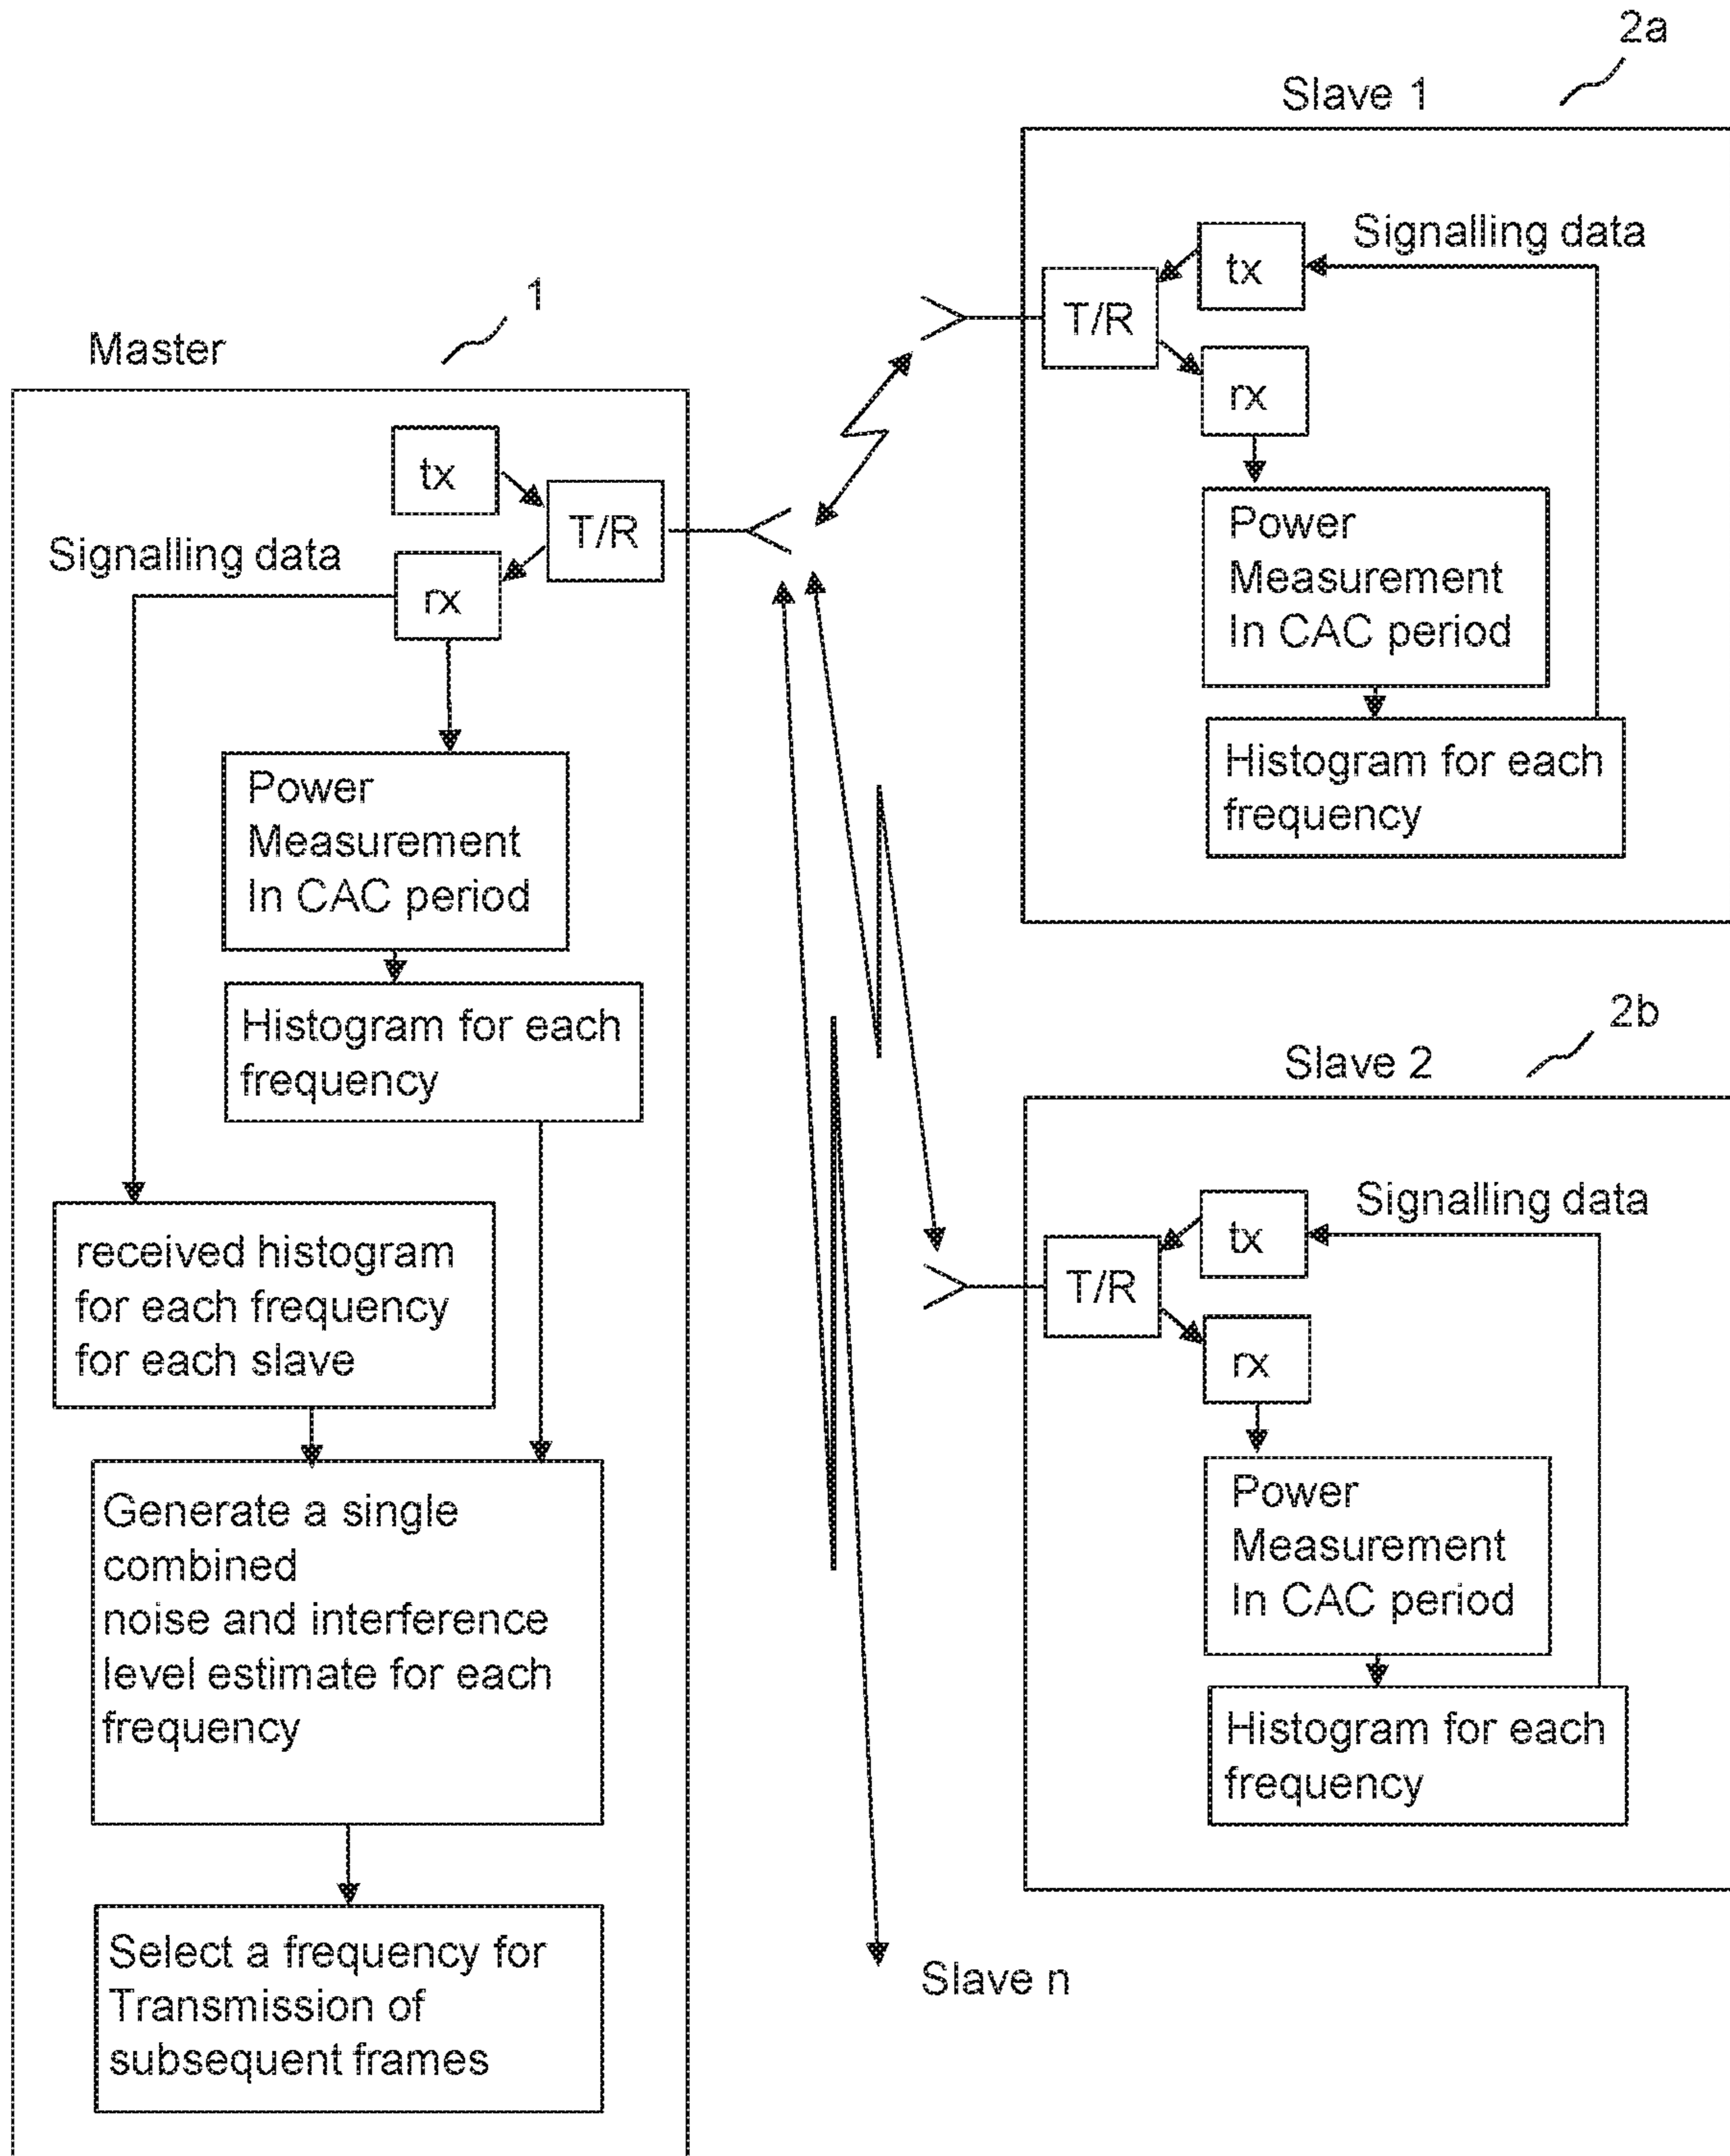 2a
Slave 1
Signalling data
tx
T/R
rx
Power
Measurement
In CAC period
Histogram for each
frequency
1
Master
tx
T/R
Signalling data
rx
Power
Measurement
In CAC period
Histogram for each
frequency
received histogram
for each frequency
for each slave
Generate a single
combined
noise and interference
level estimate for each
frequency
Select a frequency for
Transmission of
subsequent frames
2b
Slave 2
Signalling data
tx
T/R
rx
Power
Measurement
In CAC period
Histogram for each
frequency
Slave n